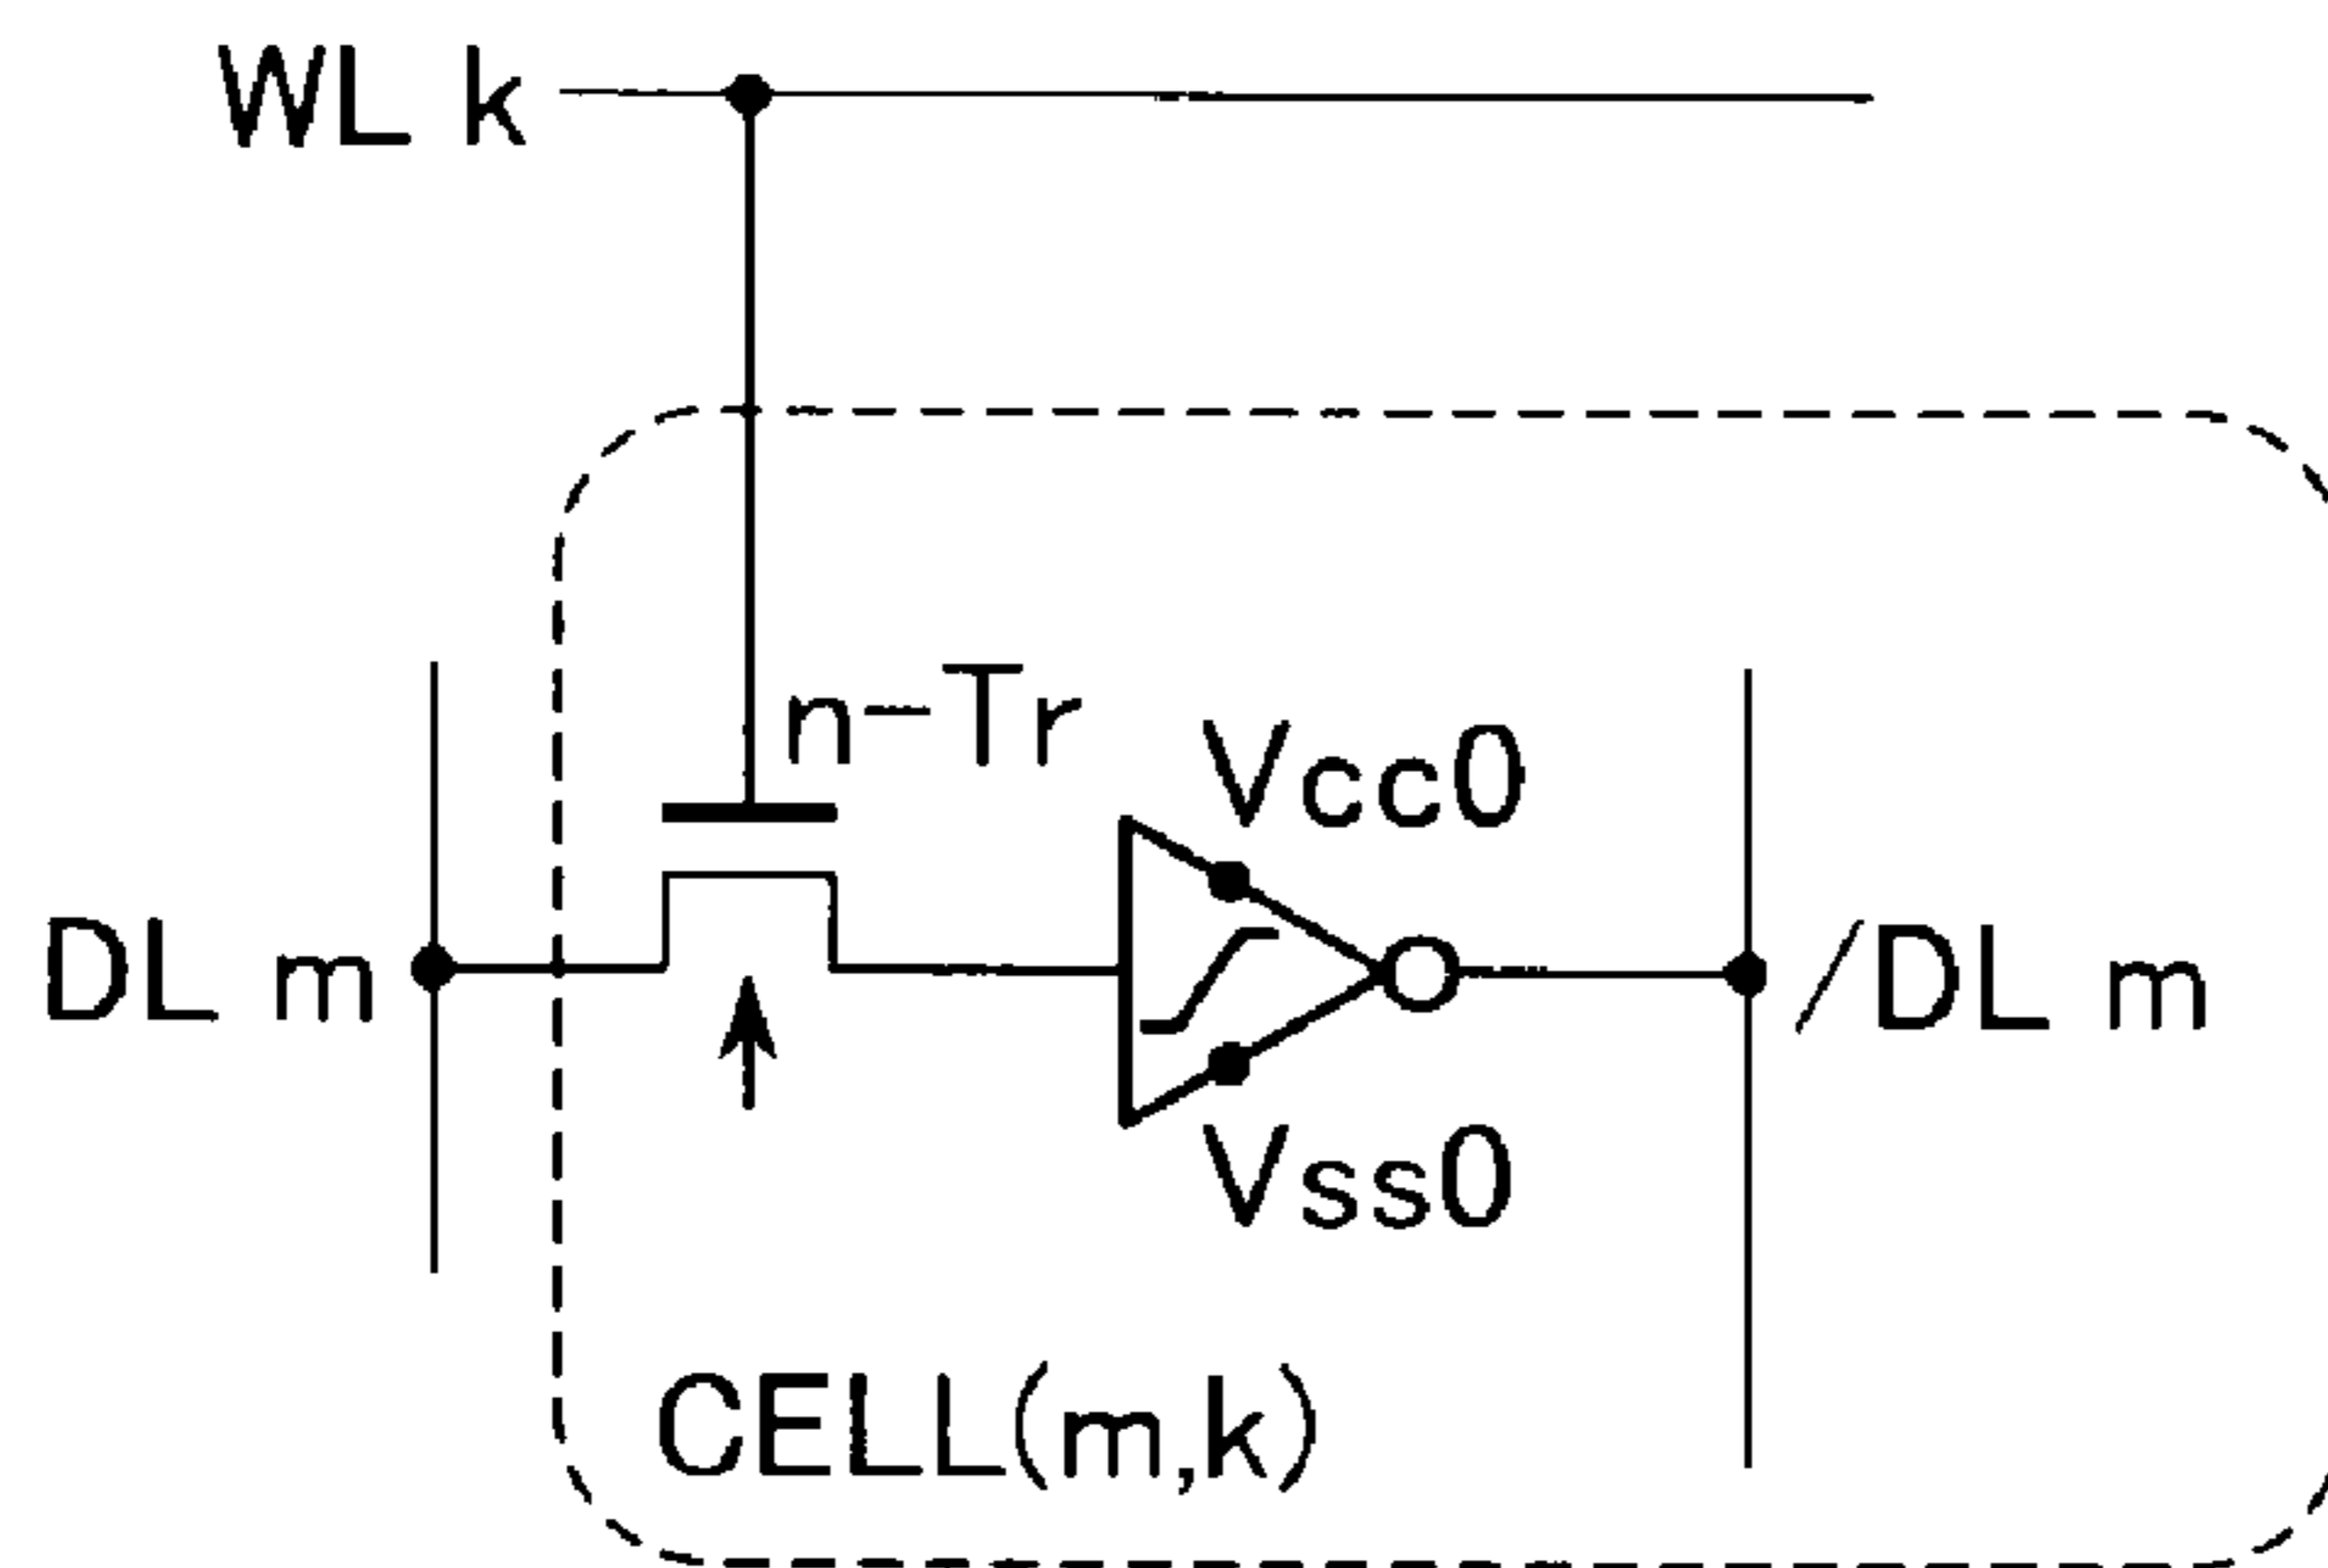 WL k
n-Tr
Vcc0
DL m
/DL m
Vss0
CELL(m,k)